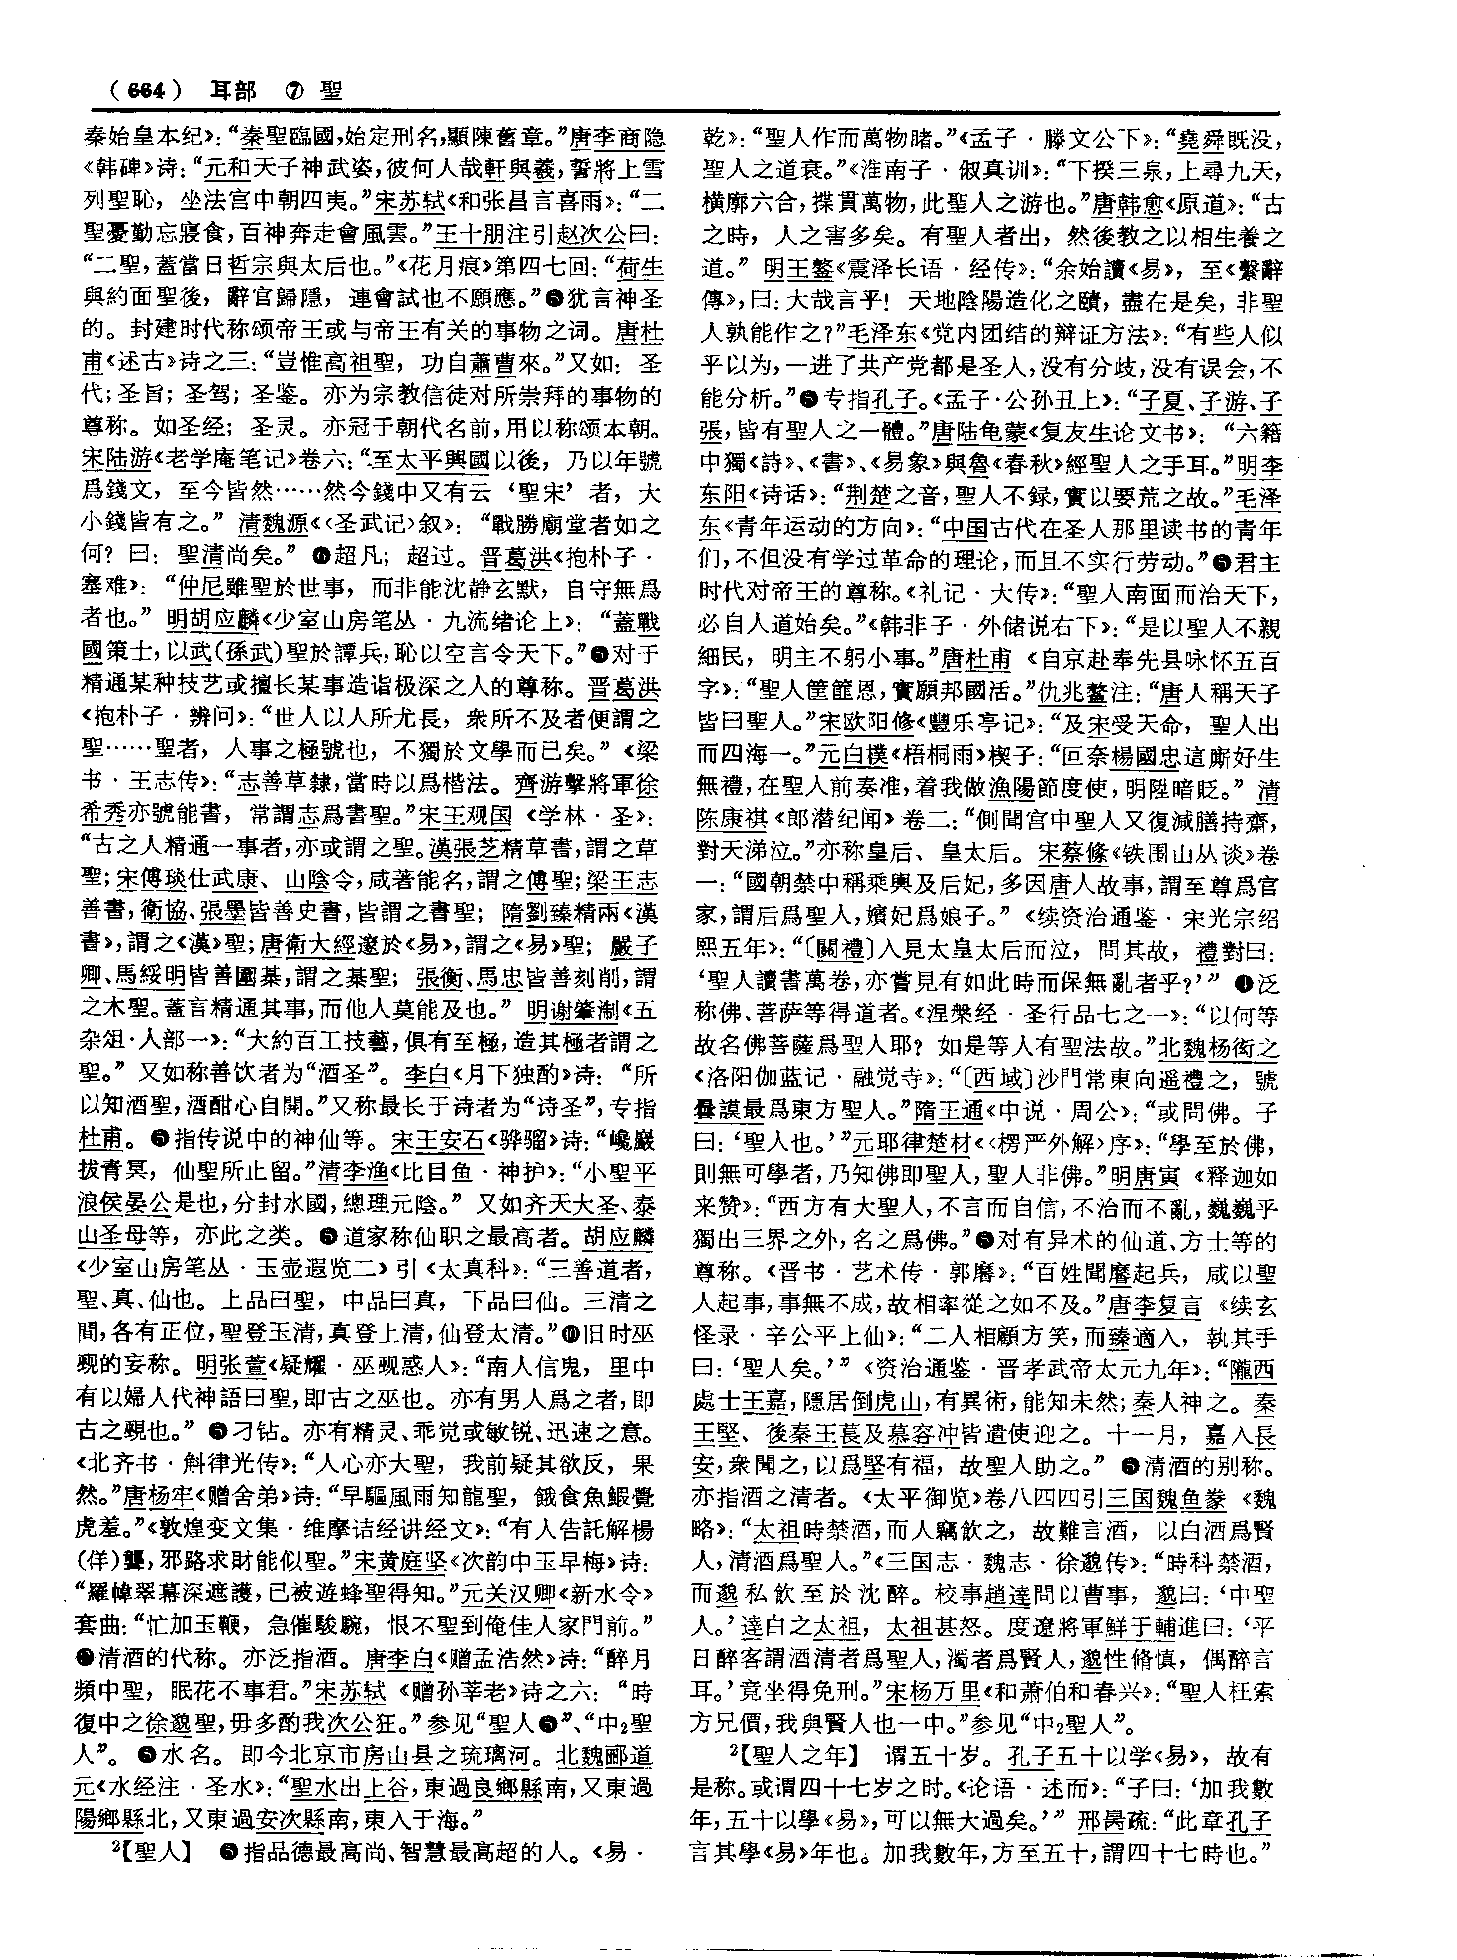 (664) 耳部 ⑦ 聖
秦始皇本纪》：“秦聖臨國，始定刑名，顯陳舊章。”唐李商隐
《韩碑》诗：“元和天子神武姿，彼何人哉軒與羲，誓將上雪
列聖恥，坐法宫中朝四夷。”宋苏轼《和张昌言喜雨》：“二
聖憂勤忘寢食，百神奔走會風雲。”王十朋注引赵次公曰：
“二聖，蓋當日哲宗與太后也。”《花月痕》第四七回：“荷生
與約面聖後，辭官歸隱，連會試也不願應。”❺犹言神圣
的。封建时代称颂帝王或与帝王有关的事物之词。唐杜
甫《述古》诗之三：“豈惟高祖聖，功自蕭曹來。”又如：圣
代；圣旨；圣驾；圣鉴。亦为宗教信徒对所崇拜的事物的
尊称。如圣经；圣灵。亦冠于朝代名前，用以称颂本朝。
宋陆游《老学庵笔记》卷六：“至太平興國以後，乃以年號
爲錢文，至今皆然……然今錢中又有云‘聖宋’者，大
小錢皆有之。”清魏源《〈圣武记〉叙》：“戰勝廟堂者如之
何？曰：聖清尚矣。”❻超凡；超过。晋葛洪《抱朴子·
塞难》：“仲尼雖聖於世事，而非能沈静玄默，自守無爲
者也。”明胡应麟《少室山房笔丛·九流绪论上》：“蓋戰
國策士，以武(孫武)聖於譚兵，恥以空言令天下。”❺对于
精通某种技艺或擅长某事造诣极深之人的尊称。晋葛洪
《抱朴子·辨问》：“世人以人所尤長，衆所不及者便謂之
聖……聖者，人事之極號也，不獨於文學而已矣。”《梁
书·王志传》：“志善草隸，當時以爲楷法。齊游擊將軍徐
希秀亦號能書，常謂志爲書聖。”宋王观国《学林·圣》：
“古之人精通一事者，亦或謂之聖。漢張芝精草書，謂之草
聖；宋傅琰仕武康、山陰令，咸著能名，謂之傅聖；梁王志
善書，衛協、張墨皆善史書，皆謂之書聖；隋劉臻精兩《漢
書》，謂之《漢》聖；唐衛大經邃於《易》，謂之《易》聖；嚴子
卿、馬綏明皆善圍棊，謂之棊聖；張衡、馬忠皆善刻削，謂
之木聖。蓋言精通其事，而他人莫能及也。”明谢肇淛《五
杂俎·人部一》：“大約百工技藝，俱有至極，造其極者謂之
聖。”又如称善饮者为“酒圣”。李白《月下独酌》诗：“所
以知酒聖，酒酣心自開。”又称最长于诗者为“诗圣”，专指
杜甫。❺指传说中的神仙等。宋王安石《骅骝》诗：“巉巖
拔青冥，仙聖所止留。”清李渔《比目鱼·神护》：“小聖平
浪侯晏公是也，分封水國，總理元陰。”又如齐天大圣、泰
山圣母等，亦此之类。❺道家称仙职之最高者。胡应麟
《少室山房笔丛·玉壶遐览二》引《太真科》：“三善道者，
聖、真、仙也。上品曰聖，中品曰真，下品曰仙。三清之
間，各有正位，聖登玉清，真登上清，仙登太清。”❿旧时巫
觋的妄称。明张萱《疑耀·巫觋惑人》：“南人信鬼，里中
有以婦人代神語曰聖，即古之巫也。亦有男人爲之者，即
古之覡也。”❺刁钻。亦有精灵、乖觉或敏锐、迅速之意。
《北齐书·斛律光传》：“人心亦大聖，我前疑其欲反，果
然。”唐杨牢《赠舍弟》诗：“早驅風雨知龍聖，餓食魚鰕覺
虎羞。”《敦煌变文集·维摩诘经讲经文》：“有人告託解楊
(佯)聾，邪路求財能似聖。”宋黄庭坚《次韵中玉早梅》诗：
“羅幃翠幕深遮護，已被遊蜂聖得知。”元关汉卿《新水令》
套曲：“忙加玉鞭，急催駿騕，恨不聖到俺佳人家門前。”
❺清酒的代称。亦泛指酒。唐李白《赠孟浩然》诗：“醉月
頻中聖，眠花不事君。”宋苏轼《赠孙莘老》诗之六：“時
復中之徐邈聖，毋多酌我次公狂。”参见“聖人❺”、“中₂聖
人”。❺水名。即今北京市房山县之琉璃河。北魏郦道
元《水经注·圣水》：“聖水出上谷，東過良鄉縣南，又東過
陽鄉縣北，又東過安次縣南，東入于海。”
²【聖人】 ❺指品德最高尚、智慧最高超的人。《易·
乾》：“聖人作而萬物睹。”《孟子·滕文公下》：“堯舜既没，
聖人之道衰。”《淮南子·俶真训》：“下揆三泉，上尋九天，
横廓六合，揲貫萬物，此聖人之游也。”唐韩愈《原道》：“古
之時，人之害多矣。有聖人者出，然後教之以相生養之
道。”明王鏊《震泽长语·经传》：“余始讀《易》，至《繫辭
傳》，曰：大哉言乎！天地陰陽造化之賾，盡在是矣，非聖
人孰能作之？”毛泽东《党内团结的辩证方法》：“有些人似
乎以为，一进了共产党都是圣人，没有分歧，没有误会，不
能分析。”❺专指孔子。《孟子·公孙丑上》：“子夏、子游、子
張，皆有聖人之一體。”唐陆龟蒙《复友生论文书》：“六籍
中獨《詩》、《書》、《易象》與魯《春秋》經聖人之手耳。”明李
东阳《诗话》：“荆楚之音，聖人不録，實以要荒之故。”毛泽
东《青年运动的方向》：“中国古代在圣人那里读书的青年
们，不但没有学过革命的理论，而且不实行劳动。”❺君主
时代对帝王的尊称。《礼记·大传》：“聖人南面而治天下，
必自人道始矣。”《韩非子·外储说右下》：“是以聖人不親
細民，明主不躬小事。”唐杜甫《自京赴奉先县咏怀五百
字》：“聖人筐篚恩，實願邦國活。”仇兆鳌注：“唐人稱天子
皆曰聖人。”宋欧阳修《豐乐亭记》：“及宋受天命，聖人出
而四海一。”元白樸《梧桐雨》楔子：“叵奈楊國忠這廝好生
無禮，在聖人前奏准，着我做漁陽節度使，明陞暗貶。”清
陈康祺《郎潜纪闻》卷二：“側聞宫中聖人又復減膳持齋，
對天涕泣。”亦称皇后、皇太后。宋蔡絛《铁围山丛谈》卷
一：“國朝禁中稱乘輿及后妃，多因唐人故事，謂至尊爲官
家，謂后爲聖人，嬪妃爲娘子。”《续资治通鉴·宋光宗绍
熙五年》：“〔關禮〕入見太皇太后而泣，問其故，禮對曰：
‘聖人讀書萬卷，亦嘗見有如此時而保無亂者乎？’”❹泛
称佛、菩萨等得道者。《涅槃经·圣行品七之一》：“以何等
故名佛菩薩爲聖人耶？如是等人有聖法故。”北魏杨衒之
《洛阳伽蓝记·融觉寺》：“〔西域〕沙門常東向遥禮之，號
曇謨最爲東方聖人。”隋王通《中说·周公》：“或問佛。子
曰：‘聖人也。’”元耶律楚材《〈楞严外解〉序》：“學至於佛，
則無可學者，乃知佛即聖人，聖人非佛。”明唐寅《释迦如
来赞》：“西方有大聖人，不言而自信，不治而不亂，巍巍乎
獨出三界之外，名之爲佛。”❺对有异术的仙道、方士等的
尊称。《晋书·艺术传·郭黁》：“百姓聞黁起兵，咸以聖
人起事，事無不成，故相率從之如不及。”唐李复言《续玄
怪录·辛公平上仙》：“二人相顧方笑，而臻適入，執其手
曰：‘聖人矣。’”《资治通鉴·晋孝武帝太元九年》：“隴西
處士王嘉，隱居倒虎山，有異術，能知未然；秦人神之。秦
王堅、後秦王萇及慕容冲皆遣使迎之。十一月，嘉入長
安，衆聞之，以爲堅有福，故聖人助之。”❺清酒的别称。
亦指酒之清者。《太平御览》卷八四四引三国魏鱼豢《魏
略》：“太祖時禁酒，而人竊飲之，故難言酒，以白酒爲賢
人，清酒爲聖人。”《三国志·魏志·徐邈传》：“時科禁酒，
而邈私飲至於沈醉。校事趙達問以曹事，邈曰：‘中聖
人。’達白之太祖，太祖甚怒。度遼將軍鮮于輔進曰：‘平
日醉客謂酒清者爲聖人，濁者爲賢人，邈性脩慎，偶醉言
耳。’竟坐得免刑。”宋杨万里《和萧伯和春兴》：“聖人枉索
方兄價，我與賢人也一中。”参见“中₂聖人”。
²【聖人之年】 谓五十岁。孔子五十以学《易》，故有
是称。或谓四十七岁之时。《论语·述而》：“子曰：‘加我數
年，五十以學《易》，可以無大過矣。’”邢昺疏：“此章孔子
言其學《易》年也。加我數年，方至五十，謂四十七時也。”